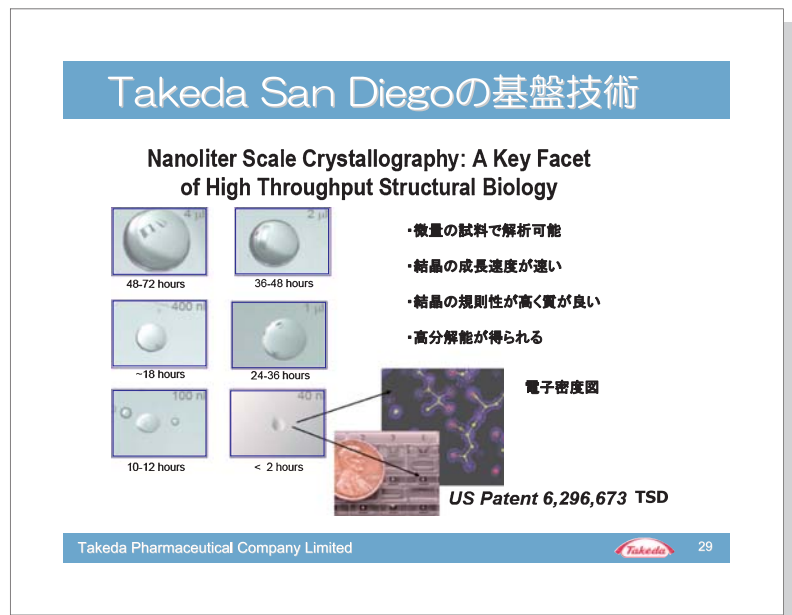 Takeda San Diegoの基盤技術
Nanoliter Scale Crystallography: A Key Facet
of High Throughput Structural Biology
4 µl
48-72 hours
2 µl
36-48 hours
・微量の試料で解析可能
・結晶の成長速度が速い
・結晶の規則性が高く質が良い
・高分解能が得られる
400 nl
~18 hours
1 µl
24-36 hours
100 nl
10-12 hours
40 nl
< 2 hours
電子密度図
US Patent 6,296,673 TSD
Takeda Pharmaceutical Company Limited
Takeda
29